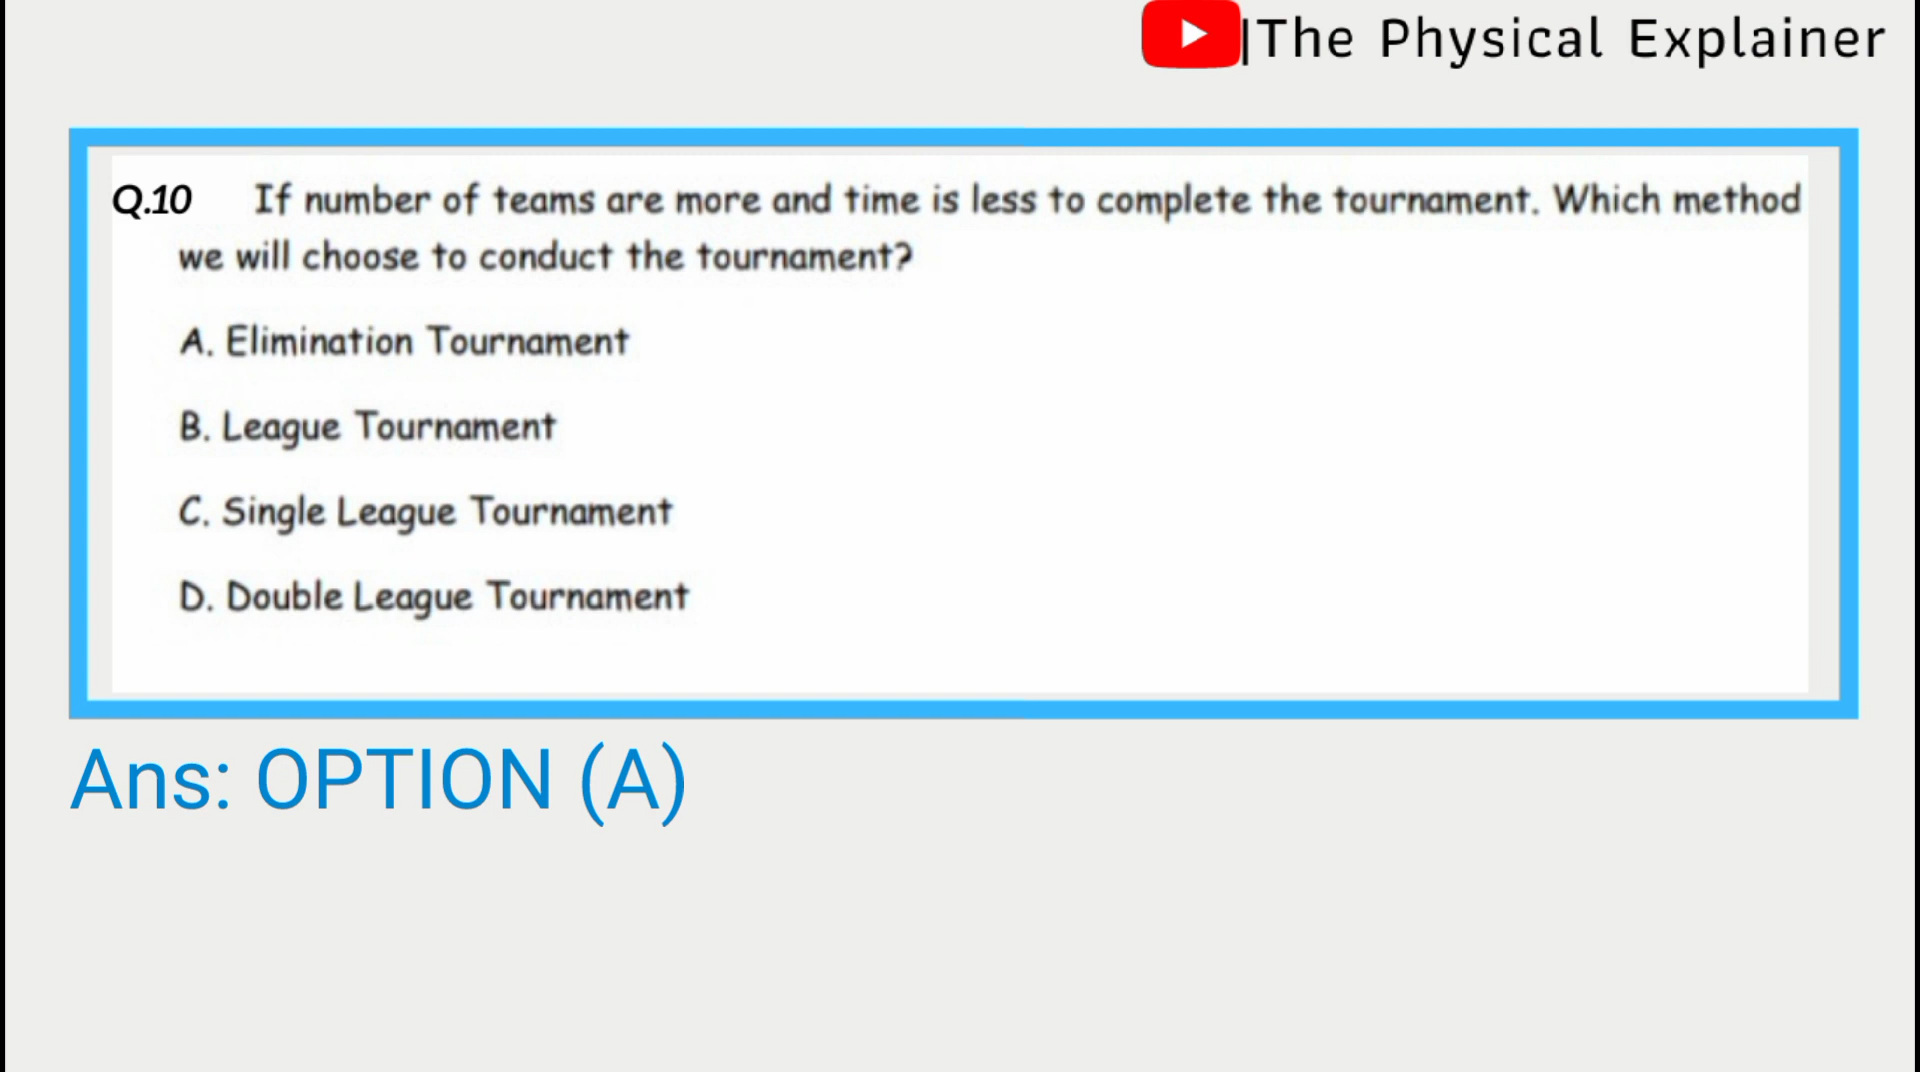 |The Physical Explainer
Q.10 If number of teams are more and time is less to complete the tournament. Which method
we will choose to conduct the tournament?
A. Elimination Tournament
B. League Tournament
C. Single League Tournament
D. Double League Tournament
Ans: OPTION (A)